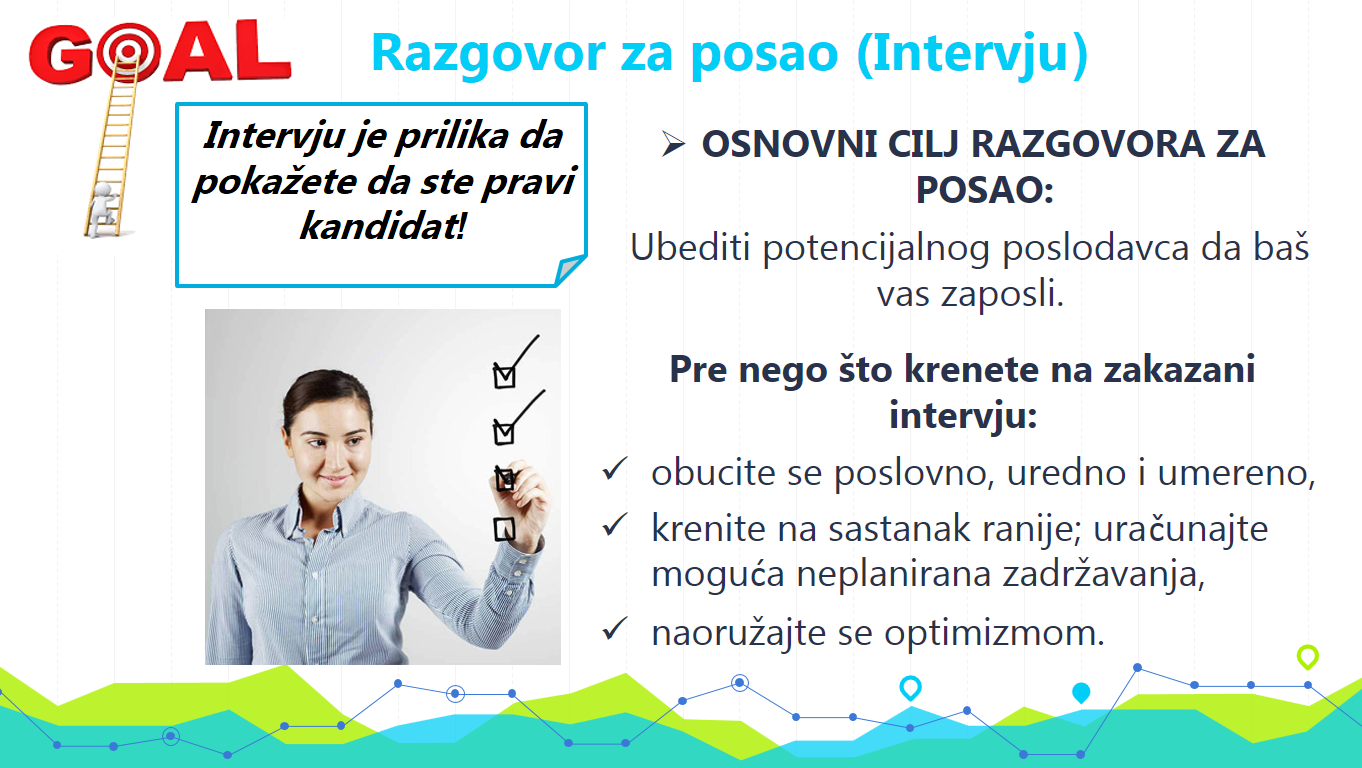 GOAL
Razgovor za posao (Intervju)
Intervju je prilika da
pokažete da ste pravi
kandidat!
➢ OSNOVNI CILJ RAZGOVORA ZA
POSAO:
Ubediti potencijalnog poslodavca da baš
vas zaposli.
Pre nego što krenete na zakazani
intervju:
✓ obucite se poslovno, uredno i umereno,
✓ krenite na sastanak ranije; uračunajte
moguća neplanirana zadržavanja,
✓ naoružajte se optimizmom.